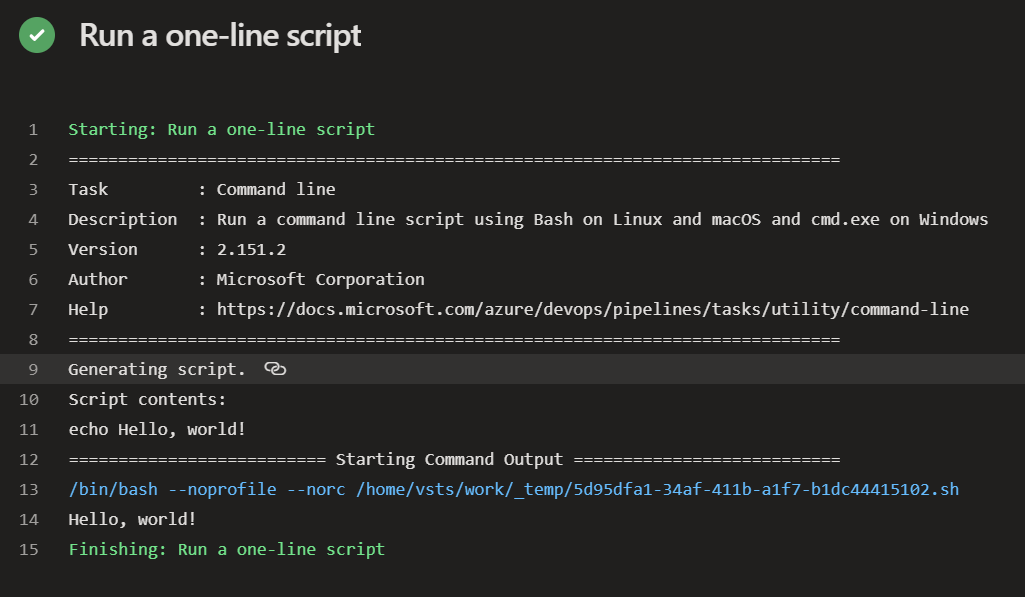 Run a one-line script
1 Starting: Run a one-line script
2 ==============================================================================
3 Task         : Command line
4 Description  : Run a command line script using Bash on Linux and macOS and cmd.exe on Windows
5 Version      : 2.151.2
6 Author       : Microsoft Corporation
7 Help         : https://docs.microsoft.com/azure/devops/pipelines/tasks/utility/command-line
8 ==============================================================================
9 Generating script.
10 Script contents:
11 echo Hello, world!
12 ========================== Starting Command Output ===========================
13 /bin/bash --noprofile --norc /home/vsts/work/_temp/5d95dfa1-34af-411b-a1f7-b1dc44415102.sh
14 Hello, world!
15 Finishing: Run a one-line script